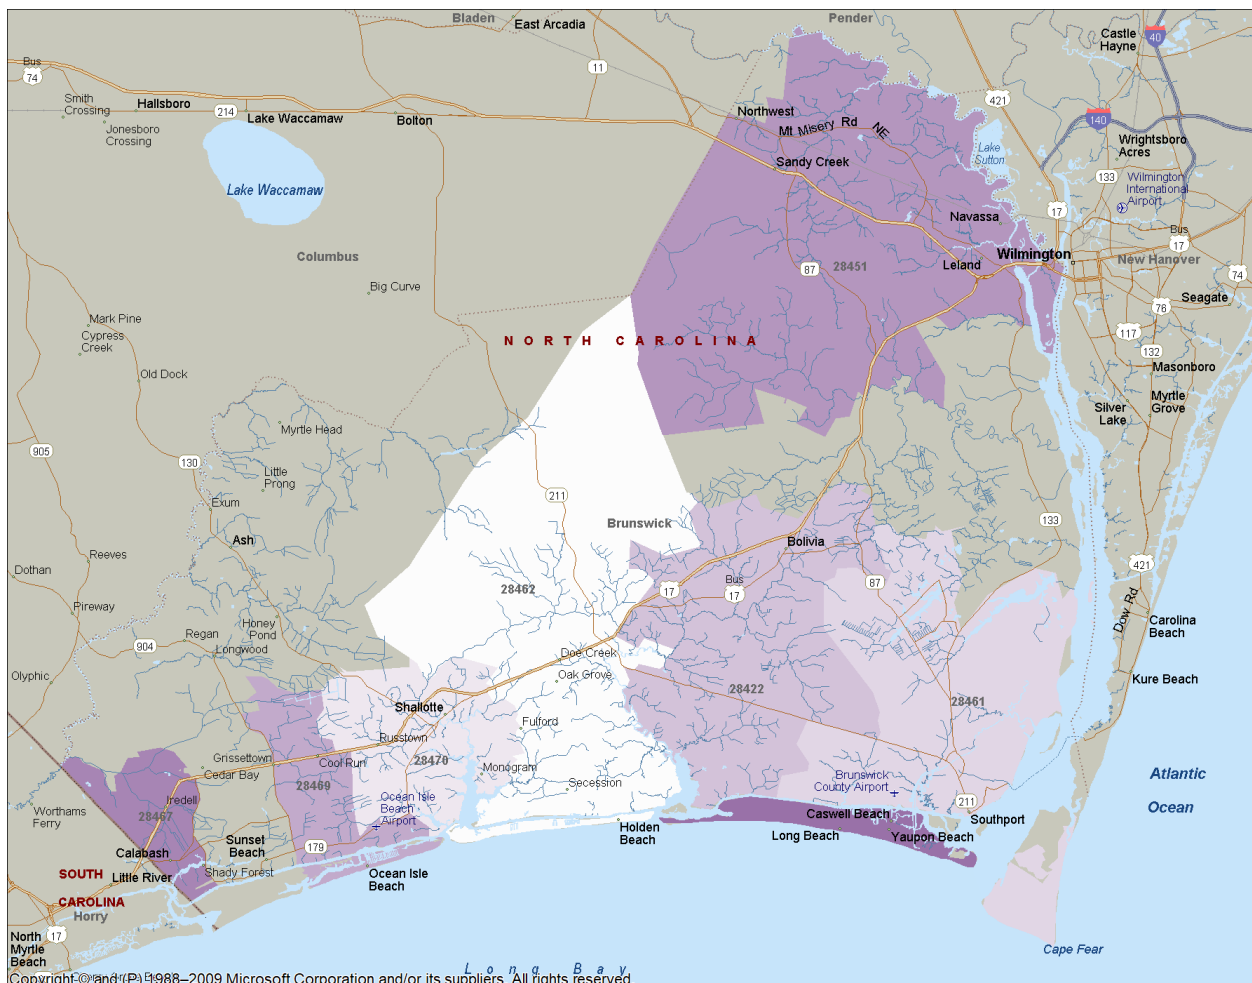 Bladen
Pender
East Arcadia
Castle
Hayne
40
Bus
74
11
421
Smith
Crossing
Hallsboro
214
Lake Waccamaw
Bolton
Northwest
Mt Misery Rd NE
140
Jonesboro
Crossing
Wrightsboro
Acres
Lake
Sutton
Sandy Creek
133
Wilmington
International
Airport
Lake Waccamaw
17
Navassa
Bus
17
Columbus
Wilmington
New Hanover
Leland
87
28451
74
Big Curve
76
Seagate
Mark Pine
Cypress
Creek
NORTH CAROLINA
117
132
Old Dock
Masonboro
Myrtle
Grove
Silver
Lake
Myrtle Head
905
130
Little
Prong
211
Exum
Brunswick
133
Ash
Bolivia
Reeves
421
Dothan
87
Bus
17
17
28462
Dow Rd
Pireway
Honey
Pond
Carolina
Beach
Regan
904
Longwood
Doe Creek
Oak Grove
Olyphic
Kure Beach
28422
28461
Shallotte
Fulford
Russtown
Grissettown
Cool Run
28470
Cedar Bay
Monogram
Atlantic
Ocean
Secession
Brunswick
County Airport
28469
Iredell
Ocean Isle
Beach
Airport
211
Worthams
Ferry
28467
Caswell Beach
Southport
Holden
Beach
Long Beach
Yaupon Beach
Sunset
Beach
179
Calabash
Shady Forest
Ocean Isle
Beach
SOUTH
CAROLINA
Little River
Horry
17
North
Myrtle
Beach
Cape Fear
Long Bay
Copyright © and (P) 1988–2009 Microsoft Corporation and/or its suppliers. All rights reserved.